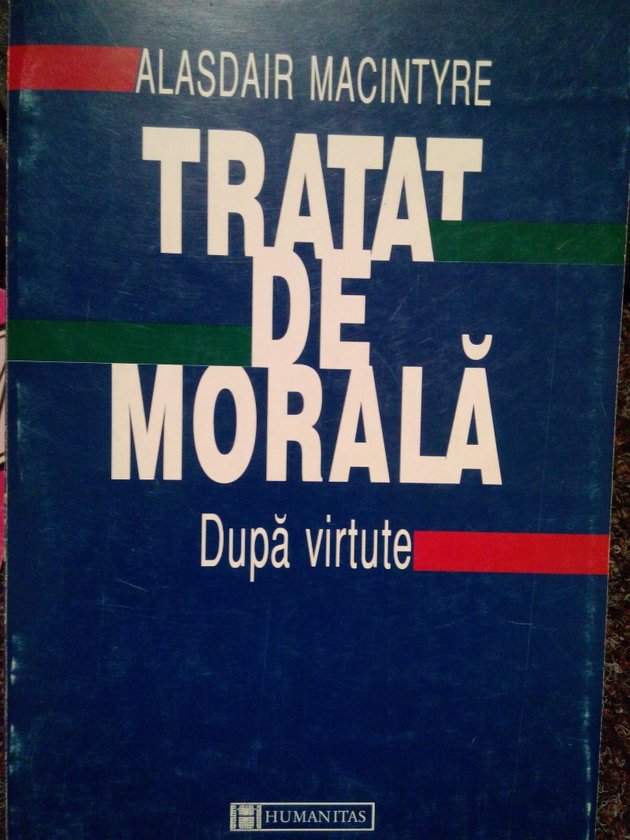 ALASDAIR MACINTYRE
TRATAT
DE
MORALĂ
După virtute
HUMANITAS